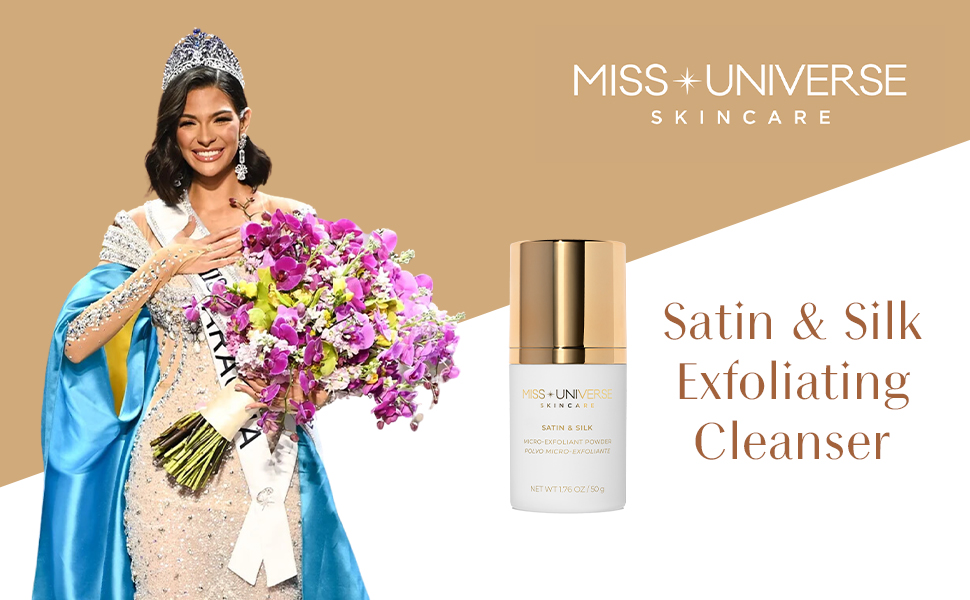 MISS UNIVERSE
SKINCARE
Satin & Silk
Exfoliating
Cleanser
MISS UNIVERSE
SKINCARE
SATIN & SILK
MICRO-EXFOLIANT POWDER
POLVO MICRO-EXFOLIANTE
NET WT 1.76 OZ / 50 g